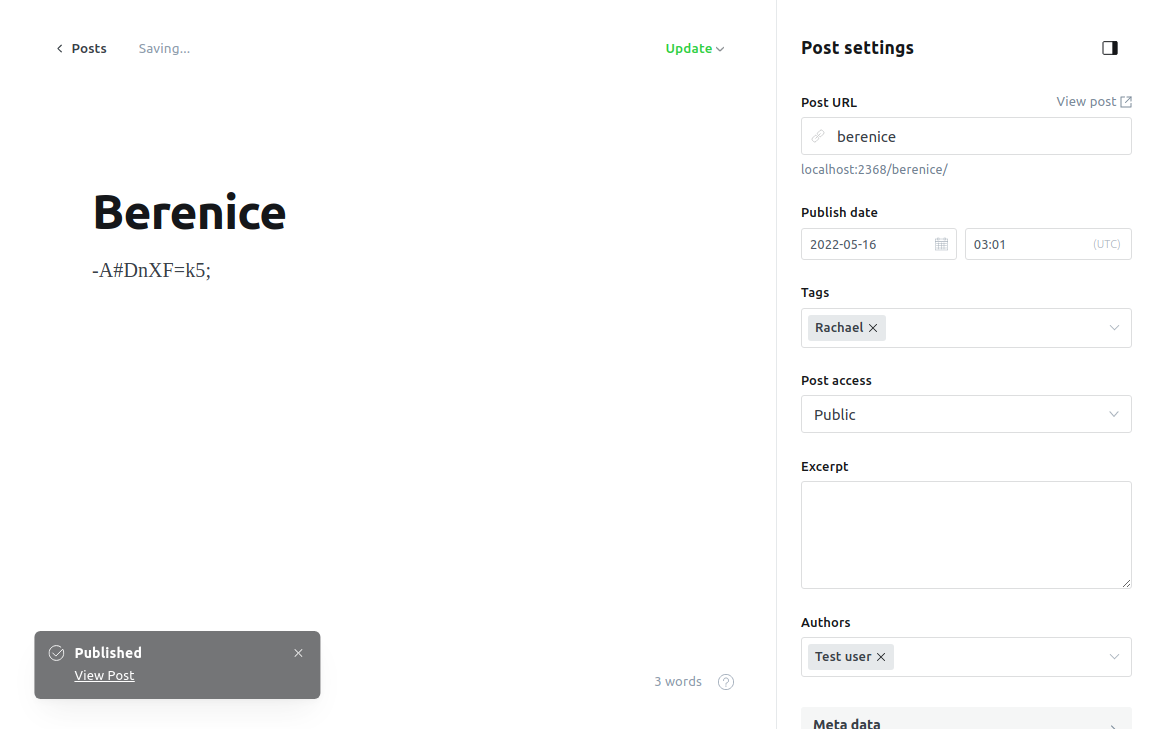 Posts
Saving...
Update
Berenice
-A#DnXF=k5;
Published
View Post
3 words
?
Post settings
Post URL
View post
berenice
localhost:2368/berenice/
Publish date
2022-05-16
03:01
(UTC)
Tags
Rachael
Post access
Public
Excerpt
Authors
Test user
Meta data